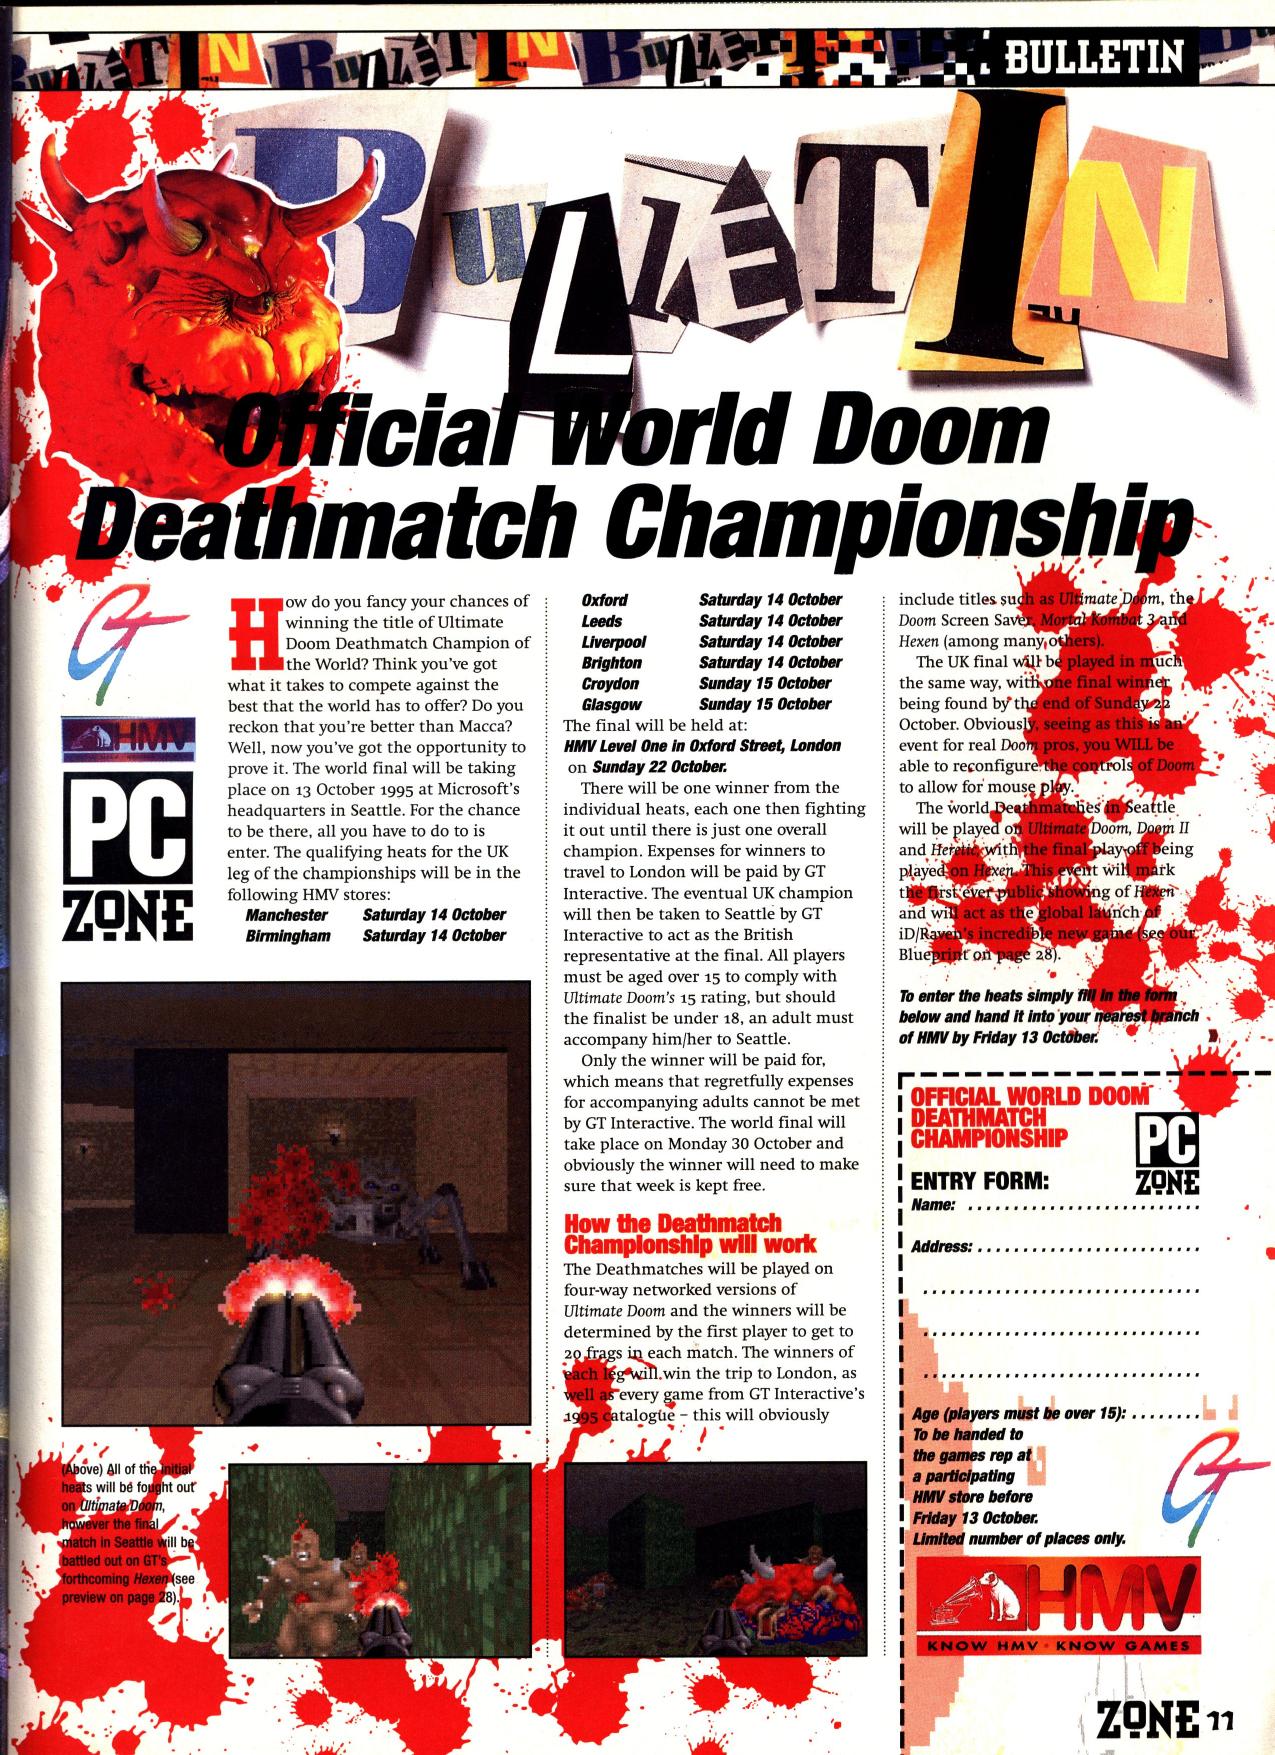 BULLETIN
BULLETIN
Official World Doom
Deathmatch Championship
GT
HMV
PC
ZONE
How do you fancy your chances of
winning the title of Ultimate
Doom Deathmatch Champion of
the World? Think you've got
what it takes to compete against the
best that the world has to offer? Do you
reckon that you're better than Macca?
Well, now you've got the opportunity to
prove it. The world final will be taking
place on 13 October 1995 at Microsoft's
headquarters in Seattle. For the chance
to be there, all you have to do to is
enter. The qualifying heats for the UK
leg of the championships will be in the
following HMV stores:
Manchester Saturday 14 October
Birmingham Saturday 14 October
Oxford Saturday 14 October
Leeds Saturday 14 October
Liverpool Saturday 14 October
Brighton Saturday 14 October
Croydon Sunday 15 October
Glasgow Sunday 15 October
The final will be held at:
HMV Level One in Oxford Street, London
on Sunday 22 October.
There will be one winner from the
individual heats, each one then fighting
it out until there is just one overall
champion. Expenses for winners to
travel to London will be paid by GT
Interactive. The eventual UK champion
will then be taken to Seattle by GT
Interactive to act as the British
representative at the final. All players
must be aged over 15 to comply with
Ultimate Doom's 15 rating, but should
the finalist be under 18, an adult must
accompany him/her to Seattle.
Only the winner will be paid for,
which means that regretfully expenses
for accompanying adults cannot be met
by GT Interactive. The world final will
take place on Monday 30 October and
obviously the winner will need to make
sure that week is kept free.
How the Deathmatch
Championship will work
The Deathmatches will be played on
four-way networked versions of
Ultimate Doom and the winners will be
determined by the first player to get to
20 frags in each match. The winners of
each leg will win the trip to London, as
well as every game from GT Interactive's
1995 catalogue – this will obviously
include titles such as Ultimate Doom, the
Doom Screen Saver, Mortal Kombat 3 and
Hexen (among many others).
The UK final will be played in much
the same way, with one final winner
being found by the end of Sunday 22
October. Obviously, seeing as this is an
event for real Doom pros, you WILL be
able to reconfigure the controls of Doom
to allow for mouse play.
The world Deathmatches in Seattle
will be played on Ultimate Doom, Doom II
and Heretic, with the final play-off being
played on Hexen. This event will mark
the first ever public showing of Hexen
and will act as the global launch of
iD/Raven's incredible new game (see our
Blueprint on page 28).
To enter the heats simply fill in the form
below and hand it into your nearest branch
of HMV by Friday 13 October.
OFFICIAL WORLD DOOM
DEATHMATCH
CHAMPIONSHIP
PC
ZONE
ENTRY FORM:
Name: ........................
Address: .......................
.............................
.............................
.............................
Age (players must be over 15): ........
To be handed to
the games rep at
a participating
HMV store before
Friday 13 October.
Limited number of places only.
GT
HMV
KNOW HMV · KNOW GAMES
(Above) All of the initial
heats will be fought out
on Ultimate Doom,
however the final
match in Seattle will be
battled out on GT's
forthcoming Hexen (see
preview on page 28).
ZONE 11